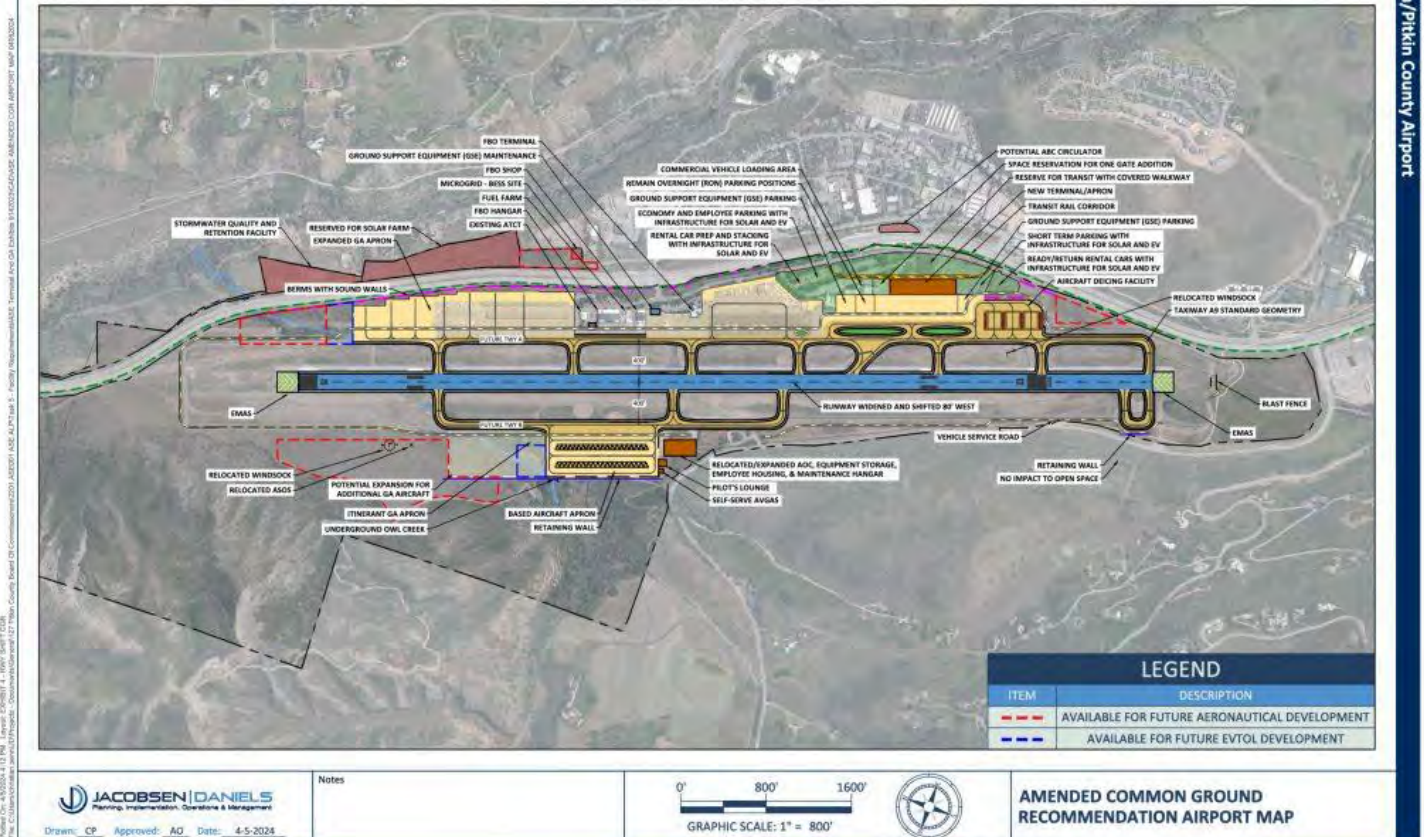 /Pitkin County Airport
FBO TERMINAL
GROUND SUPPORT EQUIPMENT (GSE) MAINTENANCE
FBO SHOP
MICROGRID - BESS SITE
FUEL FARM
FBO HANGAR
EXISTING ATCT
STORMWATER QUALITY AND
RETENTION FACILITY
RESERVED FOR SOLAR FARM
EXPANDED GA APRON
BERMS WITH SOUND WALLS
COMMERCIAL VEHICLE LOADING AREA
REMAIN OVERNIGHT (RON) PARKING POSITIONS
GROUND SUPPORT EQUIPMENT (GSE) PARKING
ECONOMY AND EMPLOYEE PARKING WITH
INFRASTRUCTURE FOR SOLAR AND EV
RENTAL CAR PREP AND STACKING
WITH INFRASTRUCTURE FOR
SOLAR AND EV
POTENTIAL ABC CIRCULATOR
SPACE RESERVATION FOR ONE GATE ADDITION
RESERVE FOR TRANSIT WITH COVERED WALKWAY
NEW TERMINAL/APRON
TRANSIT RAIL CORRIDOR
GROUND SUPPORT EQUIPMENT (GSE) PARKING
SHORT TERM PARKING WITH
INFRASTRUCTURE FOR SOLAR AND EV
READY/RETURN RENTAL CARS WITH
INFRASTRUCTURE FOR SOLAR AND EV
AIRCRAFT DEICING FACILITY
RELOCATED WINDSOCK
TAXIWAY A9 STANDARD GEOMETRY
FUTURE TWY A
400'
400'
FUTURE TWY B
EMAS
RUNWAY WIDENED AND SHIFTED 80' WEST
BLAST FENCE
EMAS
VEHICLE SERVICE ROAD
RETAINING WALL
NO IMPACT TO OPEN SPACE
RELOCATED WINDSOCK
RELOCATED ASOS
POTENTIAL EXPANSION FOR
ADDITIONAL GA AIRCRAFT
ITINERANT GA APRON
UNDERGROUND OWL CREEK
BASED AIRCRAFT APRON
RETAINING WALL
RELOCATED/EXPANDED AOC, EQUIPMENT STORAGE,
EMPLOYEE HOUSING, & MAINTENANCE HANGAR
PILOT'S LOUNGE
SELF-SERVE AVGAS
LEGEND
ITEM DESCRIPTION
AVAILABLE FOR FUTURE AERONAUTICAL DEVELOPMENT
AVAILABLE FOR FUTURE EVTOL DEVELOPMENT
JACOBSEN|DANIELS
Planning, Implementation, Operations & Management
Drawn: CP Approved: AO Date: 4-5-2024
Notes
0' 800' 1600'
GRAPHIC SCALE: 1" = 800'
AMENDED COMMON GROUND
RECOMMENDATION AIRPORT MAP